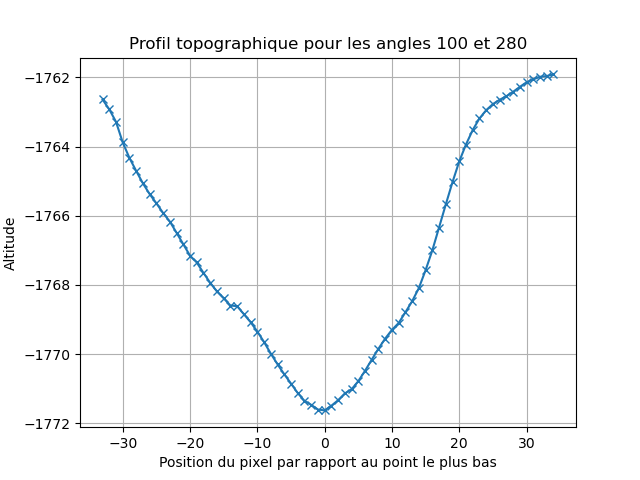 Profil topographique pour les angles 100 et 280
−1762
−1764
−1766
−1768
−1770
−1772
Altitude
−30 −20 −10 0 10 20 30
Position du pixel par rapport au point le plus bas